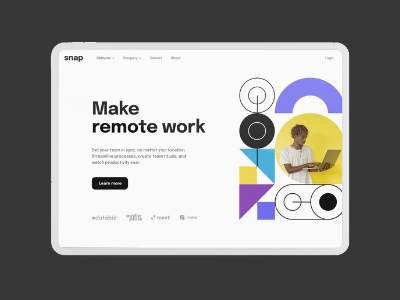 snap
Features
Company
Careers
About
Login
Make
remote work
Get your team in sync, no matter your location.
Streamline processes, create team rituals, and
watch productivity soar.
Learn more
databiz
audiophile
meet
maker